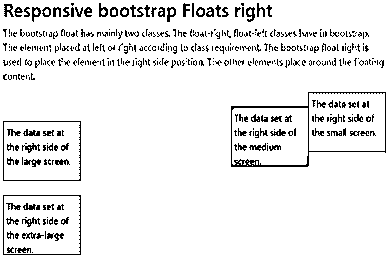 Responsive bootstrap Floats right
The bootstrap float has mainly two classes. The float-right, float-left classes have in bootstrap.
The element placed at left or right according to class requirement. The bootstrap float right is
used to place the element in the right side position. The other elements place around the floating
content.
The data set at
the right side of
the small screen.
The data set at
the right side of
the medium
screen.
The data set at
the right side of
the large screen.
The data set at
the right side of
the extra-large
screen.